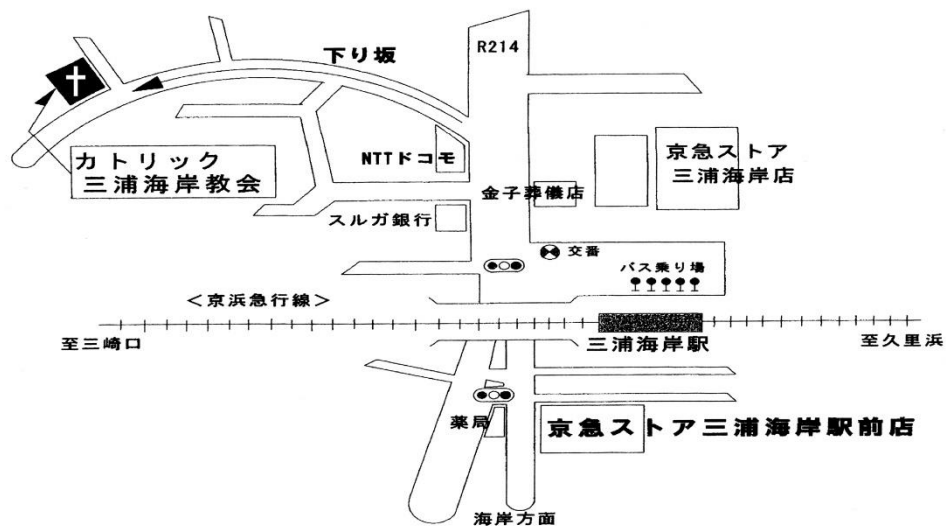 R214
下り坂
カトリック
三浦海岸教会
NTTドコモ
京急ストア
三浦海岸店
金子葬儀店
スルガ銀行
交番
バス乗り場
＜京浜急行線＞
至三崎口
三浦海岸駅
至久里浜
薬局
京急ストア三浦海岸駅前店
海岸方面